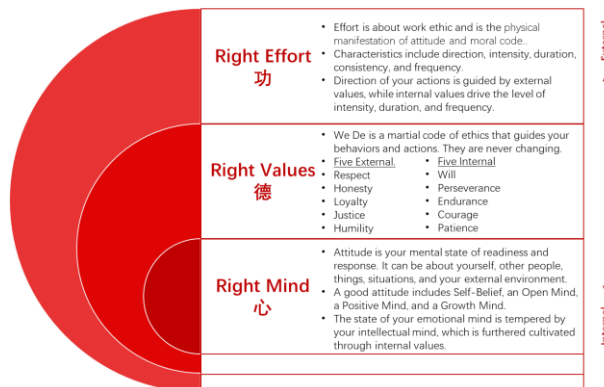 • Effort is about work ethic and is the physical
manifestation of attitude and moral code..
• Characteristics include direction, intensity, duration,
consistency, and frequency.
• Direction of your actions is guided by external
values, while internal values drive the level of
intensity, duration, and frequency.
Right Effort
功
• We De is a martial code of ethics that guides your
behaviors and actions. They are never changing.
• Five External.
• Respect
• Honesty
• Loyalty
• Justice
• Humility
• Five Internal
• Will
• Perseverance
• Endurance
• Courage
• Patience
Right Values
德
• Attitude is your mental state of readiness and
response. It can be about yourself, other people,
things, situations, and your external environment.
• A good attitude includes Self-Belief, an Open Mind,
a Positive Mind, and a Growth Mind.
• The state of your emotional mind is tempered by
your intellectual mind, which is furthered cultivated
through internal values.
Right Mind
心